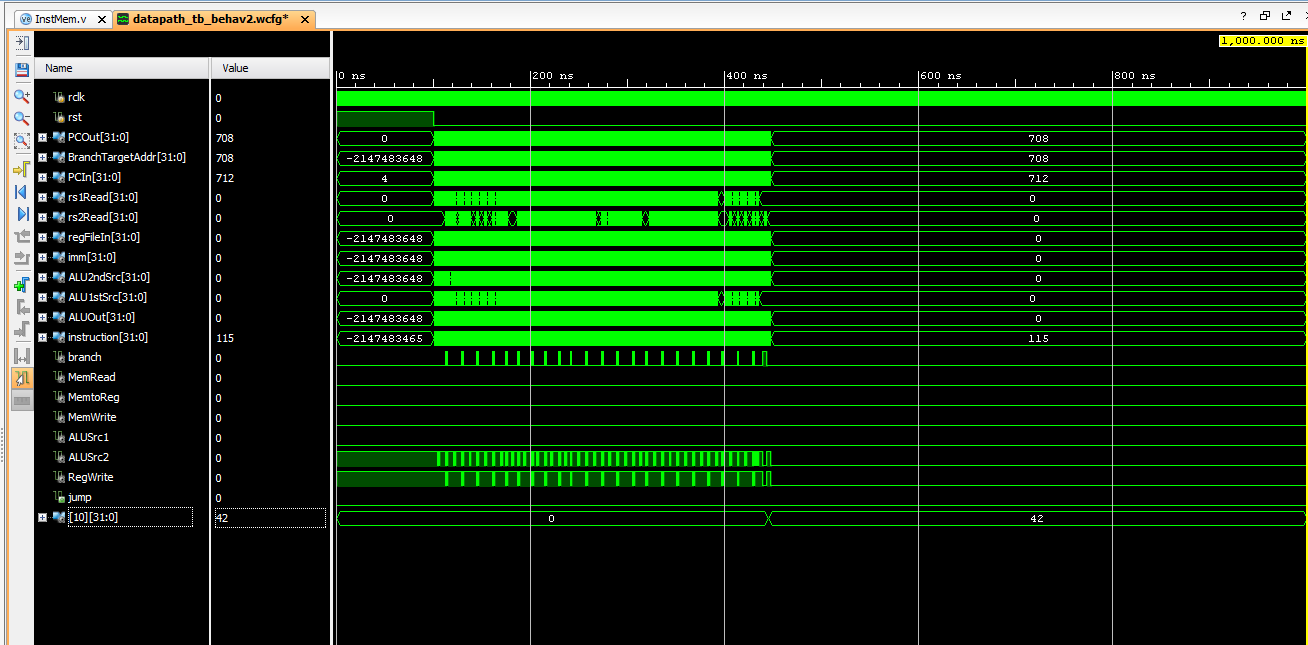 InstMem.v datapath_tb_behav2.wcfg*
1,000.000 ns
Name Value
0 ns 200 ns 400 ns 600 ns 800 ns
rclk 0
rst 0
PCOut[31:0] 708 0 708
BranchTargetAddr[31:0] 708 -2147483648 708
PCIn[31:0] 712 4 712
rs1Read[31:0] 0 0 0
rs2Read[31:0] 0 0 0
regFileIn[31:0] 0 -2147483648 0
imm[31:0] 0 -2147483648 0
ALU2ndSrc[31:0] 0 -2147483648 0
ALU1stSrc[31:0] 0 0 0
ALUOut[31:0] 0 -2147483648 0
instruction[31:0] 115 -2147483465 115
branch 0
MemRead 0
MemtoReg 0
MemWrite 0
ALUSrc1 0
ALUSrc2 0
RegWrite 0
jump 0
[10][31:0] 42 0 42